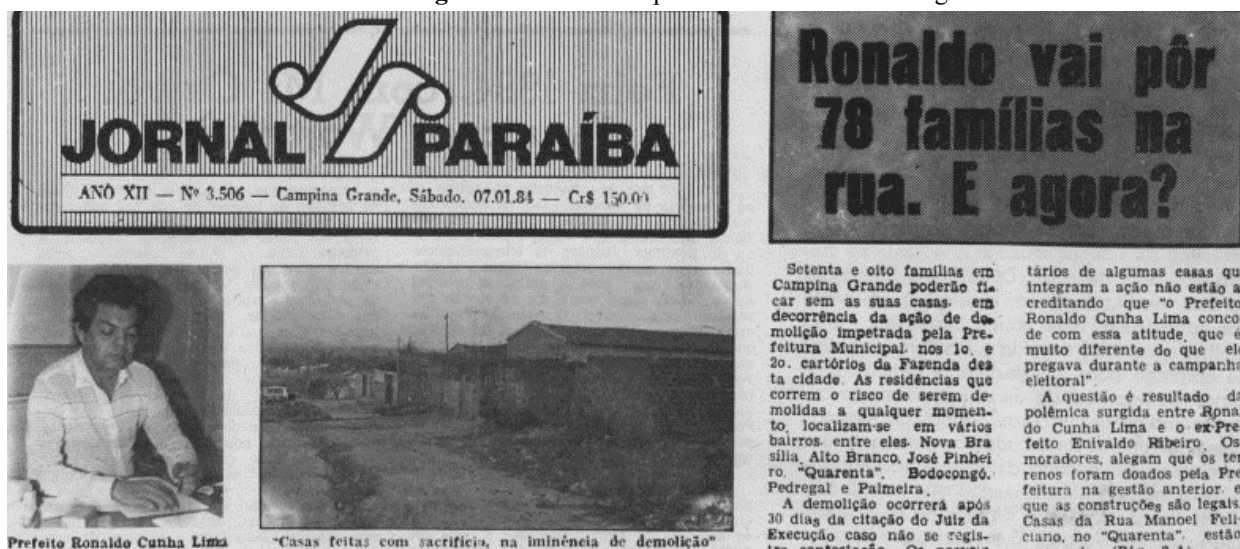 JORNAL PARAÍBA
ANO XII — Nº 3.506 — Campina Grande, Sábado, 07.01.84 — Cr$ 150.00
Ronaldo vai pôr
78 famílias na
rua. E agora?
Prefeito Ronaldo Cunha Lima
"Casas feitas com sacrifício, na iminência de demolição"
Setenta e oito famílias em
Campina Grande poderão fi-
car sem as suas casas, em
decorrência da ação de de-
molição impetrada pela Pre-
feitura Municipal nos 1o. e
2o. cartórios da Fazenda des
ta cidade. As residências que
correm o risco de serem de-
molidas a qualquer momen-
to, localizam-se em vários
bairros, entre eles, Nova Bra
sília, Alto Branco, José Pinhei
ro, "Quarenta", Bodocongó,
Pedregal e Palmeira.
A demolição ocorrerá após
30 dias da citação do Juiz da
Execução caso não se regis-
tários de algumas casas qu
integram a ação não estão a
creditando que "o Prefeito
Ronaldo Cunha Lima conco
de com essa atitude, que é
muito diferente do que ele
pregava durante a campanha
eleitoral".
A questão é resultado da
polêmica surgida entre Rona
do Cunha Lima e o ex-Pre
feito Enivaldo Ribeiro. Os
moradores, alegam que os ter
renos foram doados pela Pre
feitura na gestão anterior e
que as construções são legais.
Casas da Rua Manoel Feli-
ciano, no "Quarenta", estão